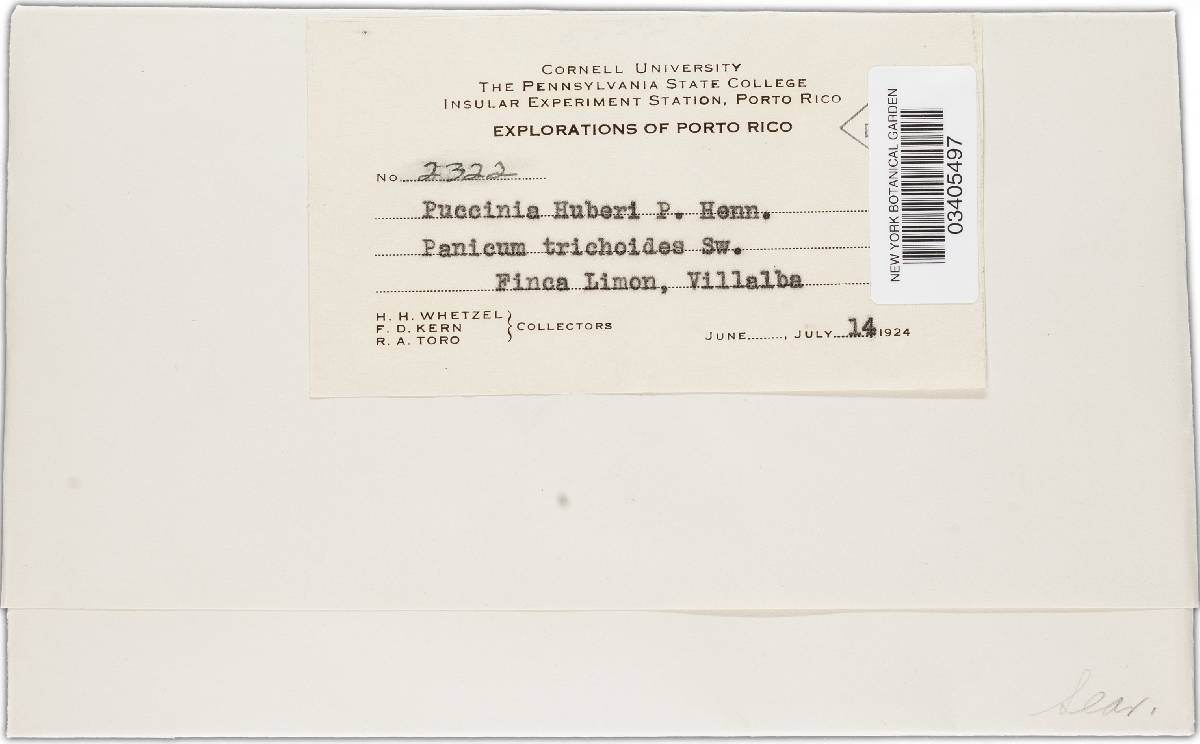 CORNELL UNIVERSITY
THE PENNSYLVANIA STATE COLLEGE
INSULAR EXPERIMENT STATION, PORTO RICO
EXPLORATIONS OF PORTO RICO
No. 2322
Puccinia Huberi P. Henn.
Panicum trichoides Sw.
Finca Limon, Villalba
H. H. WHETZEL
F. D. KERN
R. A. TORO
} COLLECTORS
JUNE........, JULY 14 1924
NEW YORK BOTANICAL GARDEN
03405497